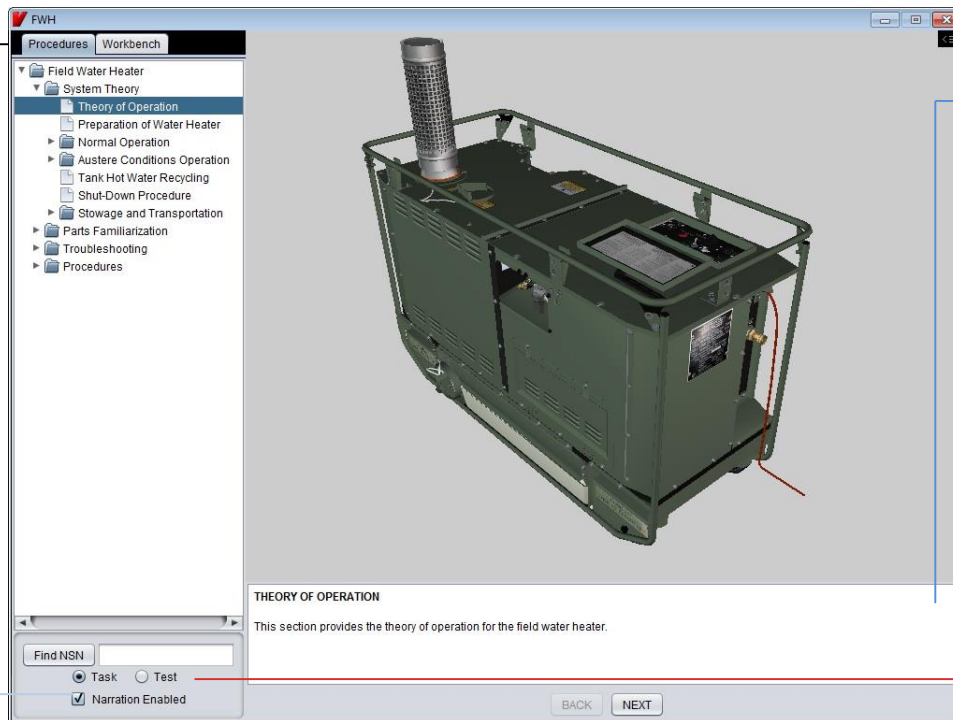 FWH
Procedures Workbench
Field Water Heater
System Theory
Theory of Operation
Preparation of Water Heater
Normal Operation
Austere Conditions Operation
Tank Hot Water Recycling
Shut-Down Procedure
Stowage and Transportation
Parts Familiarization
Troubleshooting
Procedures
THEORY OF OPERATION
This section provides the theory of operation for the field water heater.
Find NSN
Task Test
Narration Enabled
BACK NEXT